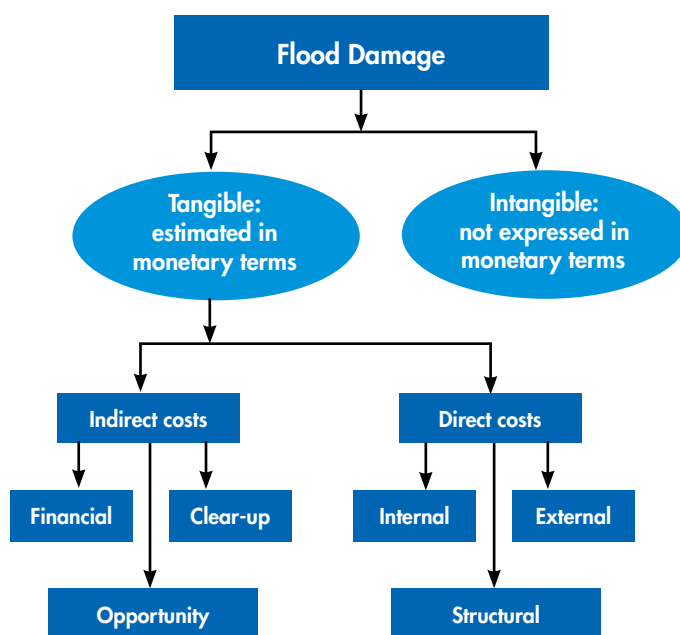 Flood Damage
Tangible:
estimated in
monetary terms
Intangible:
not expressed in
monetary terms
Indirect costs
Direct costs
Financial
Clear-up
Internal
External
Opportunity
Structural